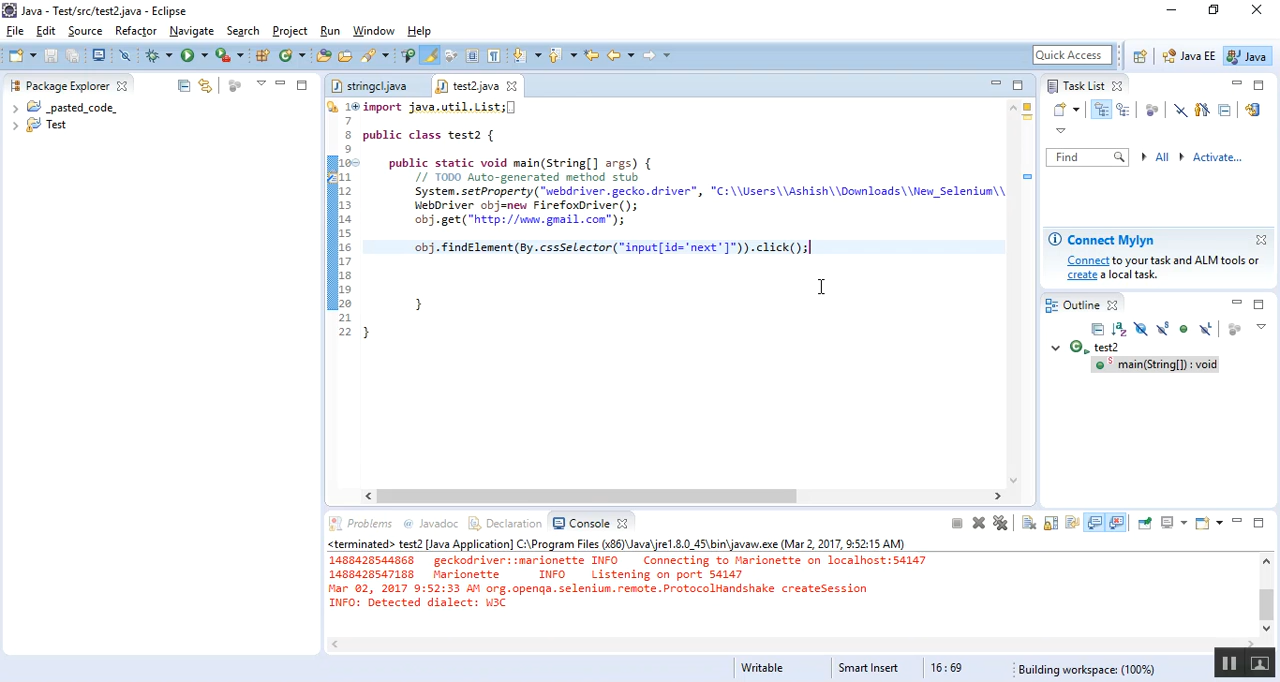 Java - Test/src/test2.java - Eclipse
File Edit Source Refactor Navigate Search Project Run Window Help
Quick Access
Java EE
Java
Package Explorer
_pasted_code_
Test
stringcl.java
test2.java
1 import java.util.List;
7
8 public class test2 {
9
10 public static void main(String[] args) {
11 // TODO Auto-generated method stub
12 System.setProperty("webdriver.gecko.driver", "C:\\Users\\Ashish\\Downloads\\New_Selenium\\
13 WebDriver obj=new FirefoxDriver();
14 obj.get("http://www.gmail.com");
15
16 obj.findElement(By.cssSelector("input[id='next']")).click();
17
18
19
20 }
21
22 }
Task List
Find
All
Activate...
Connect Mylyn
Connect to your task and ALM tools or
create a local task.
Outline
test2
main(String[]) : void
Problems @ Javadoc Declaration Console
<terminated> test2 [Java Application] C:\Program Files (x86)\Java\jre1.8.0_45\bin\javaw.exe (Mar 2, 2017, 9:52:15 AM)
1488428544868 geckodriver::marionette INFO Connecting to Marionette on localhost:54147
1488428547188 Marionette INFO Listening on port 54147
Mar 02, 2017 9:52:33 AM org.openqa.selenium.remote.ProtocolHandshake createSession
INFO: Detected dialect: W3C
Writable
Smart Insert
16 : 69
Building workspace: (100%)